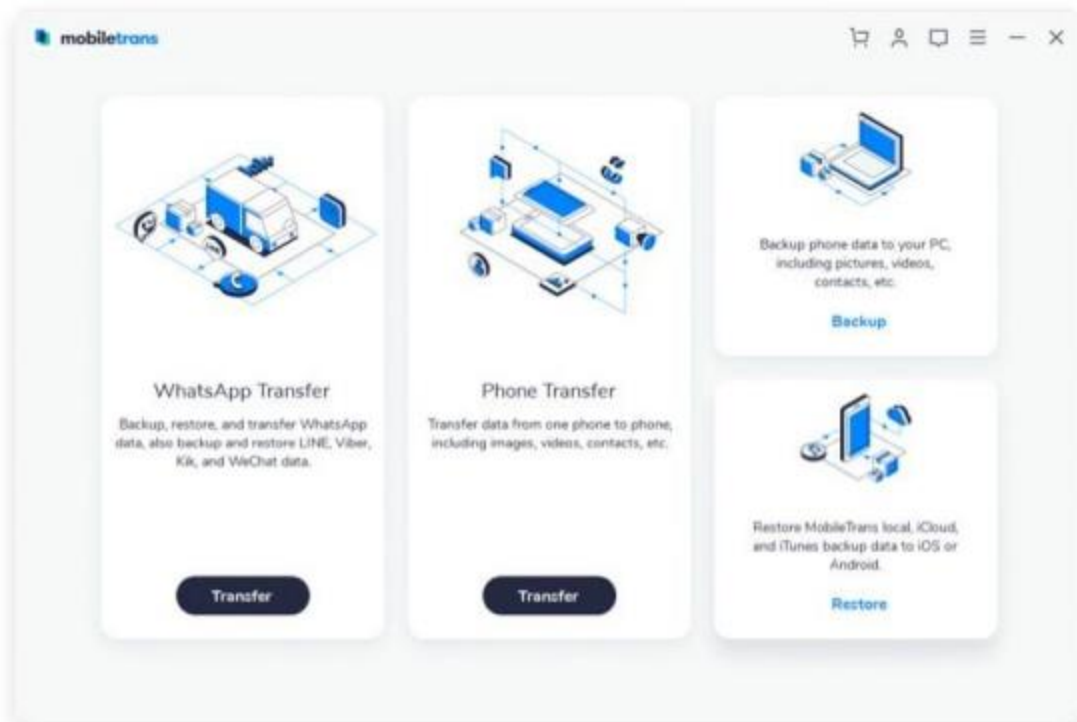 mobiletrans
WhatsApp Transfer
Backup, restore, and transfer WhatsApp
data, also backup and restore LINE, Viber,
Kik, and WeChat data.
Transfer
Phone Transfer
Transfer data from one phone to phone,
including images, videos, contacts, etc.
Transfer
Backup phone data to your PC,
including pictures, videos,
contacts, etc.
Backup
Restore MobileTrans local, iCloud,
and iTunes backup data to iOS or
Android.
Restore